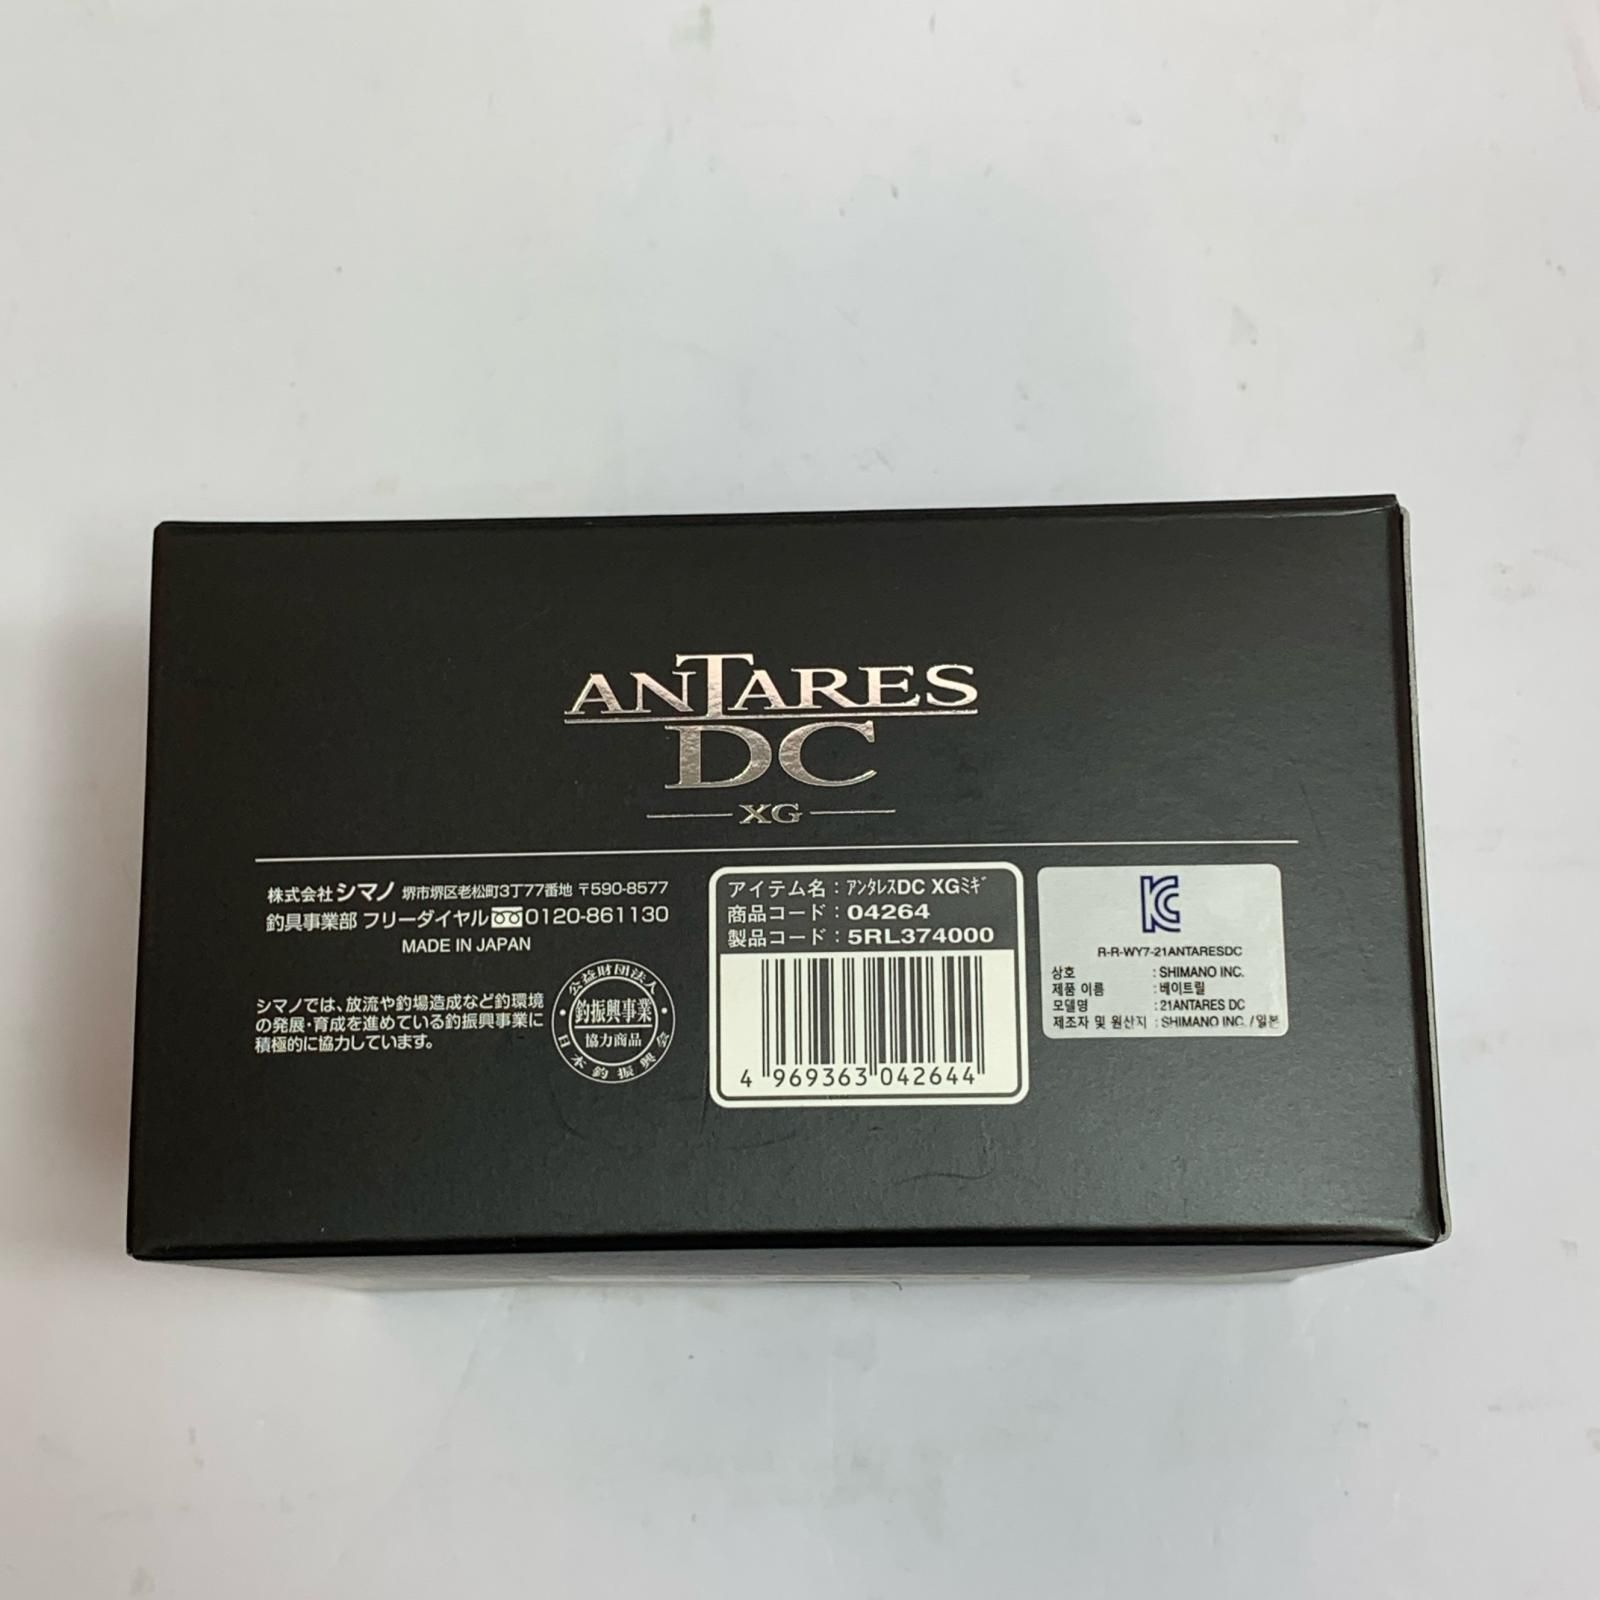 ANTARES
DC
XG
株式会社シマノ 堺市堺区老松町3丁77番地 〒590-8577
釣具事業部 フリーダイヤル 0120-861130
MADE IN JAPAN
シマノでは、放流や釣場造成など釣環境
の発展・育成を進めている釣振興事業に
積極的に協力しています。
公益財団法人
釣振興事業
協力商品
日本釣振興会
アイテム名：ｱﾝﾀﾚｽDC XGﾐｷﾞ
商品コード：04264
製品コード：5RL374000
4 969363 042644
R-R-WY7-21ANTARESDC
상호 : SHIMANO INC.
제품 이름 : 베이트릴
모델명 : 21ANTARES DC
제조자 및 원산지 : SHIMANO INC. / 일본